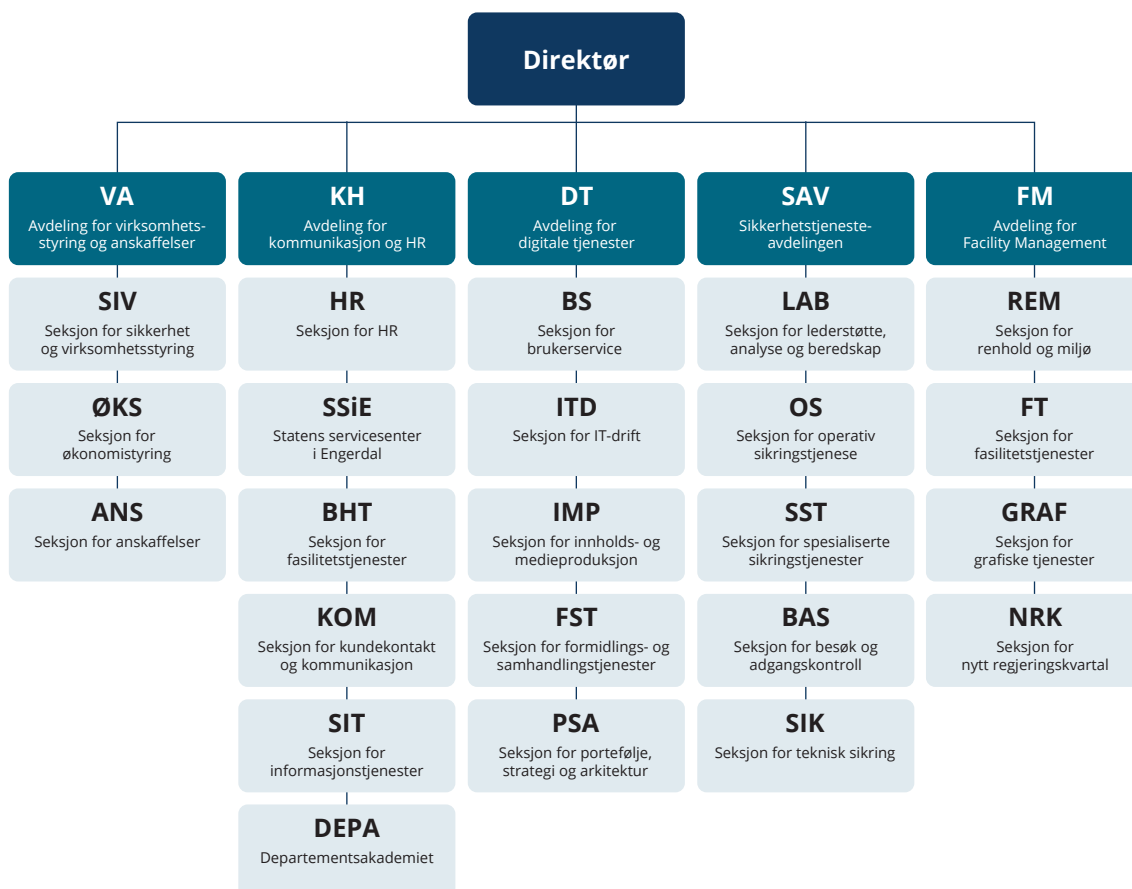 Direktør
VA
Avdeling for virksomhets-
styring og anskaffelser
SIV
Seksjon for sikkerhet
og virksomhetsstyring
ØKS
Seksjon for
økonomistyring
ANS
Seksjon for anskaffelser
KH
Avdeling for
kommunikasjon og HR
HR
Seksjon for HR
SSiE
Statens servicesenter
i Engerdal
BHT
Seksjon for
fasilitetstjenester
KOM
Seksjon for kundekontakt
og kommunikasjon
SIT
Seksjon for
informasjonstjenester
DEPA
Departementsakademiet
DT
Avdeling for
digitale tjenester
BS
Seksjon for
brukerservice
ITD
Seksjon for IT-drift
IMP
Seksjon for innholds- og
medieproduksjon
FST
Seksjon for formidlings- og
samhandlingstjenester
PSA
Seksjon for portefølje,
strategi og arkitektur
SAV
Sikkerhetstjeneste-
avdelingen
LAB
Seksjon for lederstøtte,
analyse og beredskap
OS
Seksjon for operativ
sikringstjenese
SST
Seksjon for spesialiserte
sikringstjenester
BAS
Seksjon for besøk og
adgangskontroll
SIK
Seksjon for teknisk sikring
FM
Avdeling for
Facility Management
REM
Seksjon for
renhold og miljø
FT
Seksjon for
fasilitetstjenester
GRAF
Seksjon for
grafiske tjenester
NRK
Seksjon for
nytt regjeringskvartal